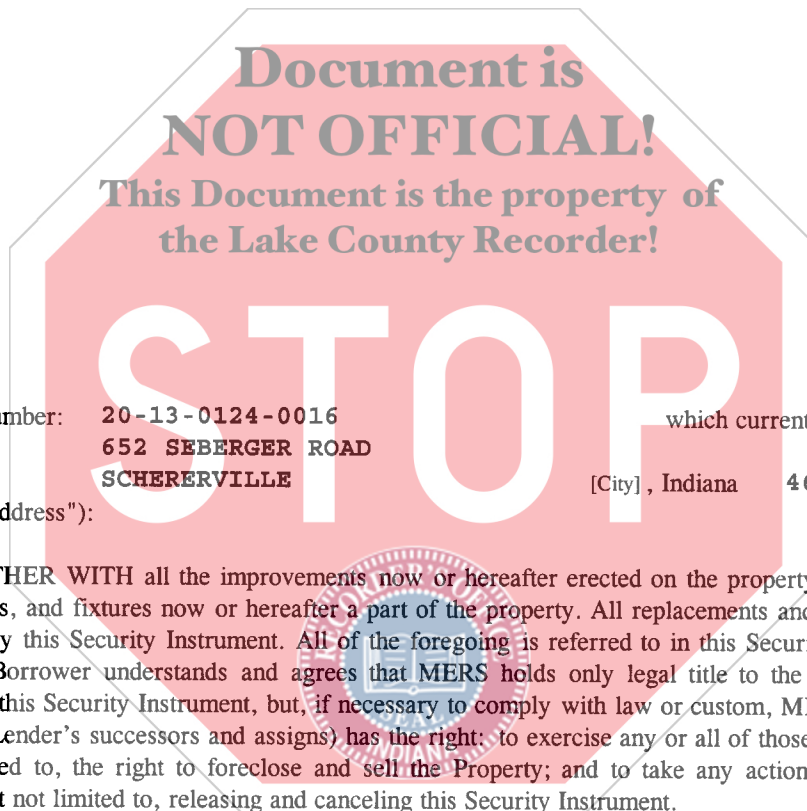 Document is
NOT OFFICIAL!
This Document is the property of
the Lake County Recorder!
STOP
umber: 20-13-0124-0016 which current
652 SEBERGER ROAD
SCHERERVILLE [City] , Indiana 46
ddress"):
THER WITH all the improvements now or hereafter erected on the property
s, and fixtures now or hereafter a part of the property. All replacements and
y this Security Instrument. All of the foregoing is referred to in this Securi
Borrower understands and agrees that MERS holds only legal title to the
this Security Instrument, but, if necessary to comply with law or custom, M
Lender's successors and assigns) has the right: to exercise any or all of those
ed to, the right to foreclose and sell the Property; and to take any action
t not limited to, releasing and canceling this Security Instrument.
SEAL
INDIANA